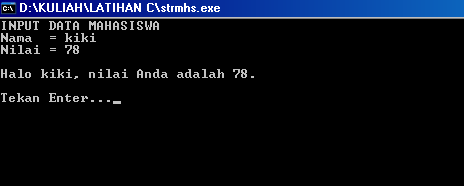 D:\KULIAH\LATIHAN C\strmhs.exe
INPUT DATA MAHASISWA
Nama  = kiki
Nilai = 78
Halo kiki, nilai Anda adalah 78.
Tekan Enter..._